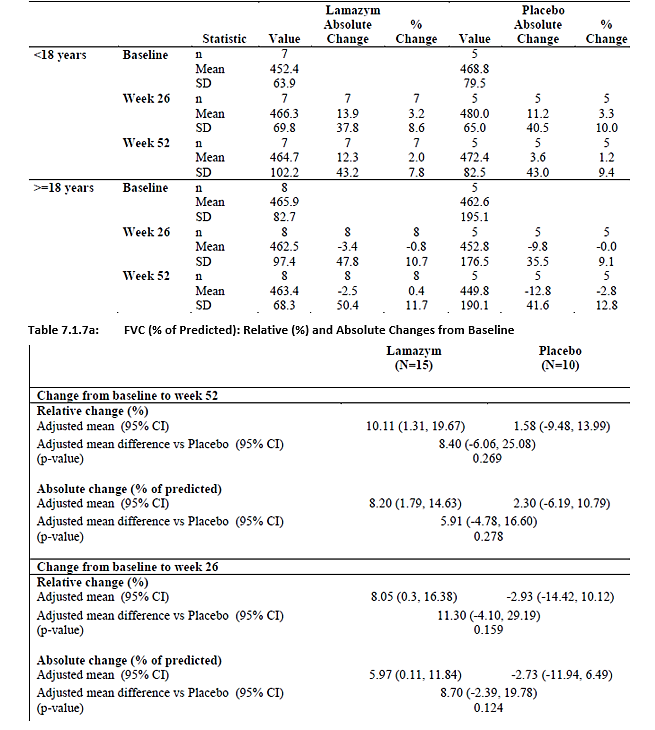 Lamazym Placebo
Absolute % Absolute %
Statistic Value Change Change Value Change Change
<18 years Baseline n 7 5
Mean 452.4 468.8
SD 63.9 79.5
Week 26 n 7 7 7 5 5 5
Mean 466.3 13.9 3.2 480.0 11.2 3.3
SD 69.8 37.8 8.6 65.0 40.5 10.0
Week 52 n 7 7 7 5 5 5
Mean 464.7 12.3 2.0 472.4 3.6 1.2
SD 102.2 43.2 7.8 82.5 43.0 9.4
>=18 years Baseline n 8 5
Mean 465.9 462.6
SD 82.7 195.1
Week 26 n 8 8 8 5 5 5
Mean 462.5 -3.4 -0.8 452.8 -9.8 -0.0
SD 97.4 47.8 10.7 176.5 35.5 9.1
Week 52 n 8 8 8 5 5 5
Mean 463.4 -2.5 0.4 449.8 -12.8 -2.8
SD 68.3 50.4 11.7 190.1 41.6 12.8
Table 7.1.7a: FVC (% of Predicted): Relative (%) and Absolute Changes from Baseline
Lamazym Placebo
(N=15) (N=10)
Change from baseline to week 52
Relative change (%)
Adjusted mean (95% CI) 10.11 (1.31, 19.67) 1.58 (-9.48, 13.99)
Adjusted mean difference vs Placebo (95% CI) 8.40 (-6.06, 25.08)
(p-value) 0.269
Absolute change (% of predicted)
Adjusted mean (95% CI) 8.20 (1.79, 14.63) 2.30 (-6.19, 10.79)
Adjusted mean difference vs Placebo (95% CI) 5.91 (-4.78, 16.60)
(p-value) 0.278
Change from baseline to week 26
Relative change (%)
Adjusted mean (95% CI) 8.05 (0.3, 16.38) -2.93 (-14.42, 10.12)
Adjusted mean difference vs Placebo (95% CI) 11.30 (-4.10, 29.19)
(p-value) 0.159
Absolute change (% of predicted)
Adjusted mean (95% CI) 5.97 (0.11, 11.84) -2.73 (-11.94, 6.49)
Adjusted mean difference vs Placebo (95% CI) 8.70 (-2.39, 19.78)
(p-value) 0.124